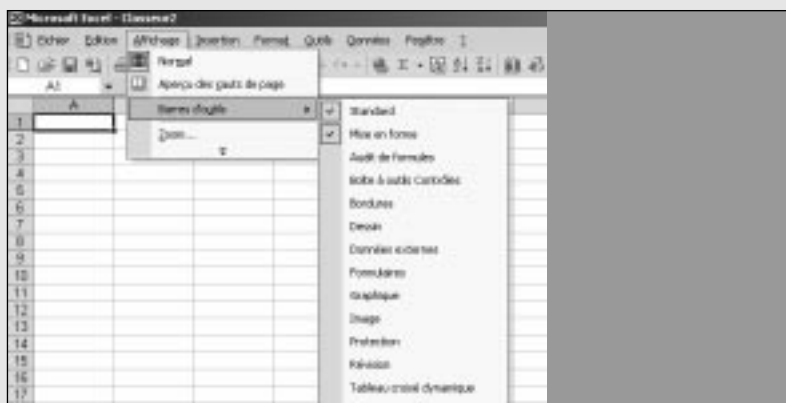 Microsoft Excel - Classeur2
Fichier Edition Affichage Insertion Format Outils Données Fenêtre ?
Normal
Aperçu des sauts de page
A1
Barres d'outils
Zoom...
A
Standard
Mise en forme
Audit de formules
Boîte à outils Contrôles
Bordures
Dessin
Données externes
Formulaires
Graphique
Image
Protection
Révision
Tableau croisé dynamique
1
2
3
4
5
6
7
8
9
10
11
12
13
14
15
16
17